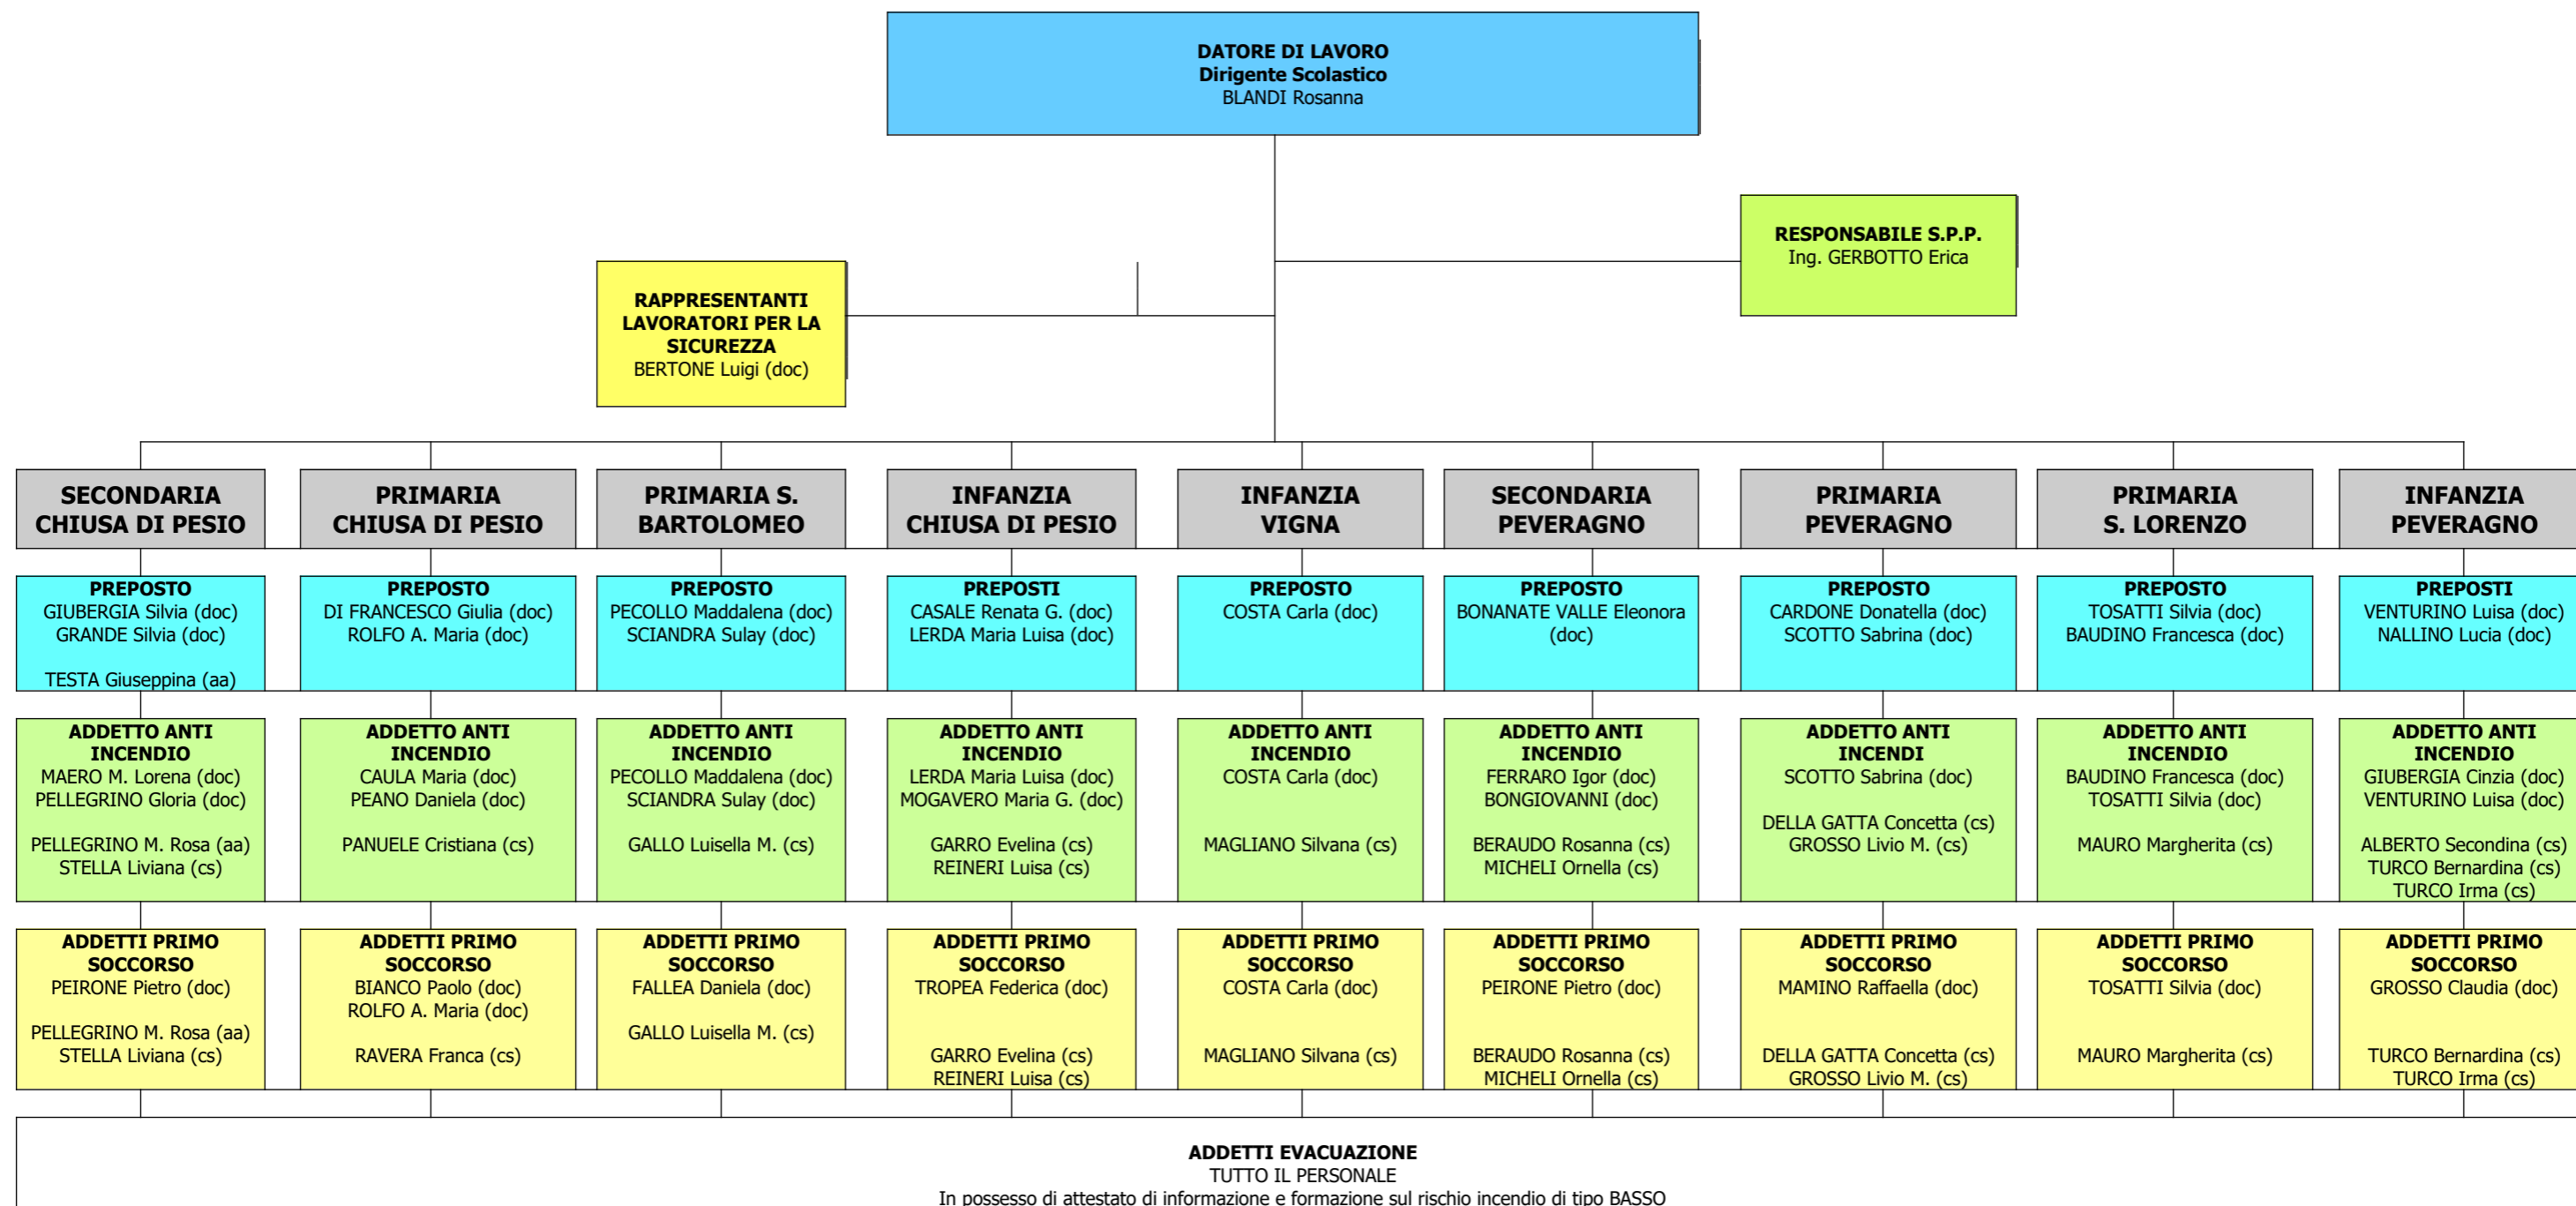 DATORE DI LAVORO
Dirigente Scolastico
BLANDI Rosanna
RESPONSABILE S.P.P.
Ing. GERBOTTO Erica
RAPPRESENTANTI
LAVORATORI PER LA
SICUREZZA
BERTONE Luigi (doc)
SECONDARIA
CHIUSA DI PESIO
PREPOSTO
GIUBERGIA Silvia (doc)
GRANDE Silvia (doc)
TESTA Giuseppina (aa)
ADDETTO ANTI
INCENDIO
MAERO M. Lorena (doc)
PELLEGRINO Gloria (doc)
PELLEGRINO M. Rosa (aa)
STELLA Liviana (cs)
ADDETTI PRIMO
SOCCORSO
PEIRONE Pietro (doc)
PELLEGRINO M. Rosa (aa)
STELLA Liviana (cs)
PRIMARIA
CHIUSA DI PESIO
PREPOSTO
DI FRANCESCO Giulia (doc)
ROLFO A. Maria (doc)
ADDETTO ANTI
INCENDIO
CAULA Maria (doc)
PEANO Daniela (doc)
PANUELE Cristiana (cs)
ADDETTI PRIMO
SOCCORSO
BIANCO Paolo (doc)
ROLFO A. Maria (doc)
RAVERA Franca (cs)
PRIMARIA S.
BARTOLOMEO
PREPOSTO
PECOLLO Maddalena (doc)
SCIANDRA Sulay (doc)
ADDETTO ANTI
INCENDIO
PECOLLO Maddalena (doc)
SCIANDRA Sulay (doc)
GALLO Luisella M. (cs)
ADDETTI PRIMO
SOCCORSO
FALLEA Daniela (doc)
GALLO Luisella M. (cs)
INFANZIA
CHIUSA DI PESIO
PREPOSTI
CASALE Renata G. (doc)
LERDA Maria Luisa (doc)
ADDETTO ANTI
INCENDIO
LERDA Maria Luisa (doc)
MOGAVERO Maria G. (doc)
GARRO Evelina (cs)
REINERI Luisa (cs)
ADDETTI PRIMO
SOCCORSO
TROPEA Federica (doc)
GARRO Evelina (cs)
REINERI Luisa (cs)
INFANZIA
VIGNA
PREPOSTO
COSTA Carla (doc)
ADDETTO ANTI
INCENDIO
COSTA Carla (doc)
MAGLIANO Silvana (cs)
ADDETTI PRIMO
SOCCORSO
COSTA Carla (doc)
MAGLIANO Silvana (cs)
SECONDARIA
PEVERAGNO
PREPOSTO
BONANATE VALLE Eleonora
(doc)
ADDETTO ANTI
INCENDIO
FERRARO Igor (doc)
BONGIOVANNI (doc)
BERAUDO Rosanna (cs)
MICHELI Ornella (cs)
ADDETTI PRIMO
SOCCORSO
PEIRONE Pietro (doc)
BERAUDO Rosanna (cs)
MICHELI Ornella (cs)
PRIMARIA
PEVERAGNO
PREPOSTO
CARDONE Donatella (doc)
SCOTTO Sabrina (doc)
ADDETTO ANTI
INCENDI
SCOTTO Sabrina (doc)
DELLA GATTA Concetta (cs)
GROSSO Livio M. (cs)
ADDETTI PRIMO
SOCCORSO
MAMINO Raffaella (doc)
DELLA GATTA Concetta (cs)
GROSSO Livio M. (cs)
PRIMARIA
S. LORENZO
PREPOSTO
TOSATTI Silvia (doc)
BAUDINO Francesca (doc)
ADDETTO ANTI
INCENDIO
BAUDINO Francesca (doc)
TOSATTI Silvia (doc)
MAURO Margherita (cs)
ADDETTI PRIMO
SOCCORSO
TOSATTI Silvia (doc)
MAURO Margherita (cs)
INFANZIA
PEVERAGNO
PREPOSTI
VENTURINO Luisa (doc)
NALLINO Lucia (doc)
ADDETTO ANTI
INCENDIO
GIUBERGIA Cinzia (doc)
VENTURINO Luisa (doc)
ALBERTO Secondina (cs)
TURCO Bernardina (cs)
TURCO Irma (cs)
ADDETTI PRIMO
SOCCORSO
GROSSO Claudia (doc)
TURCO Bernardina (cs)
TURCO Irma (cs)
ADDETTI EVACUAZIONE
TUTTO IL PERSONALE
In possesso di attestato di informazione e formazione sul rischio incendio di tipo BASSO